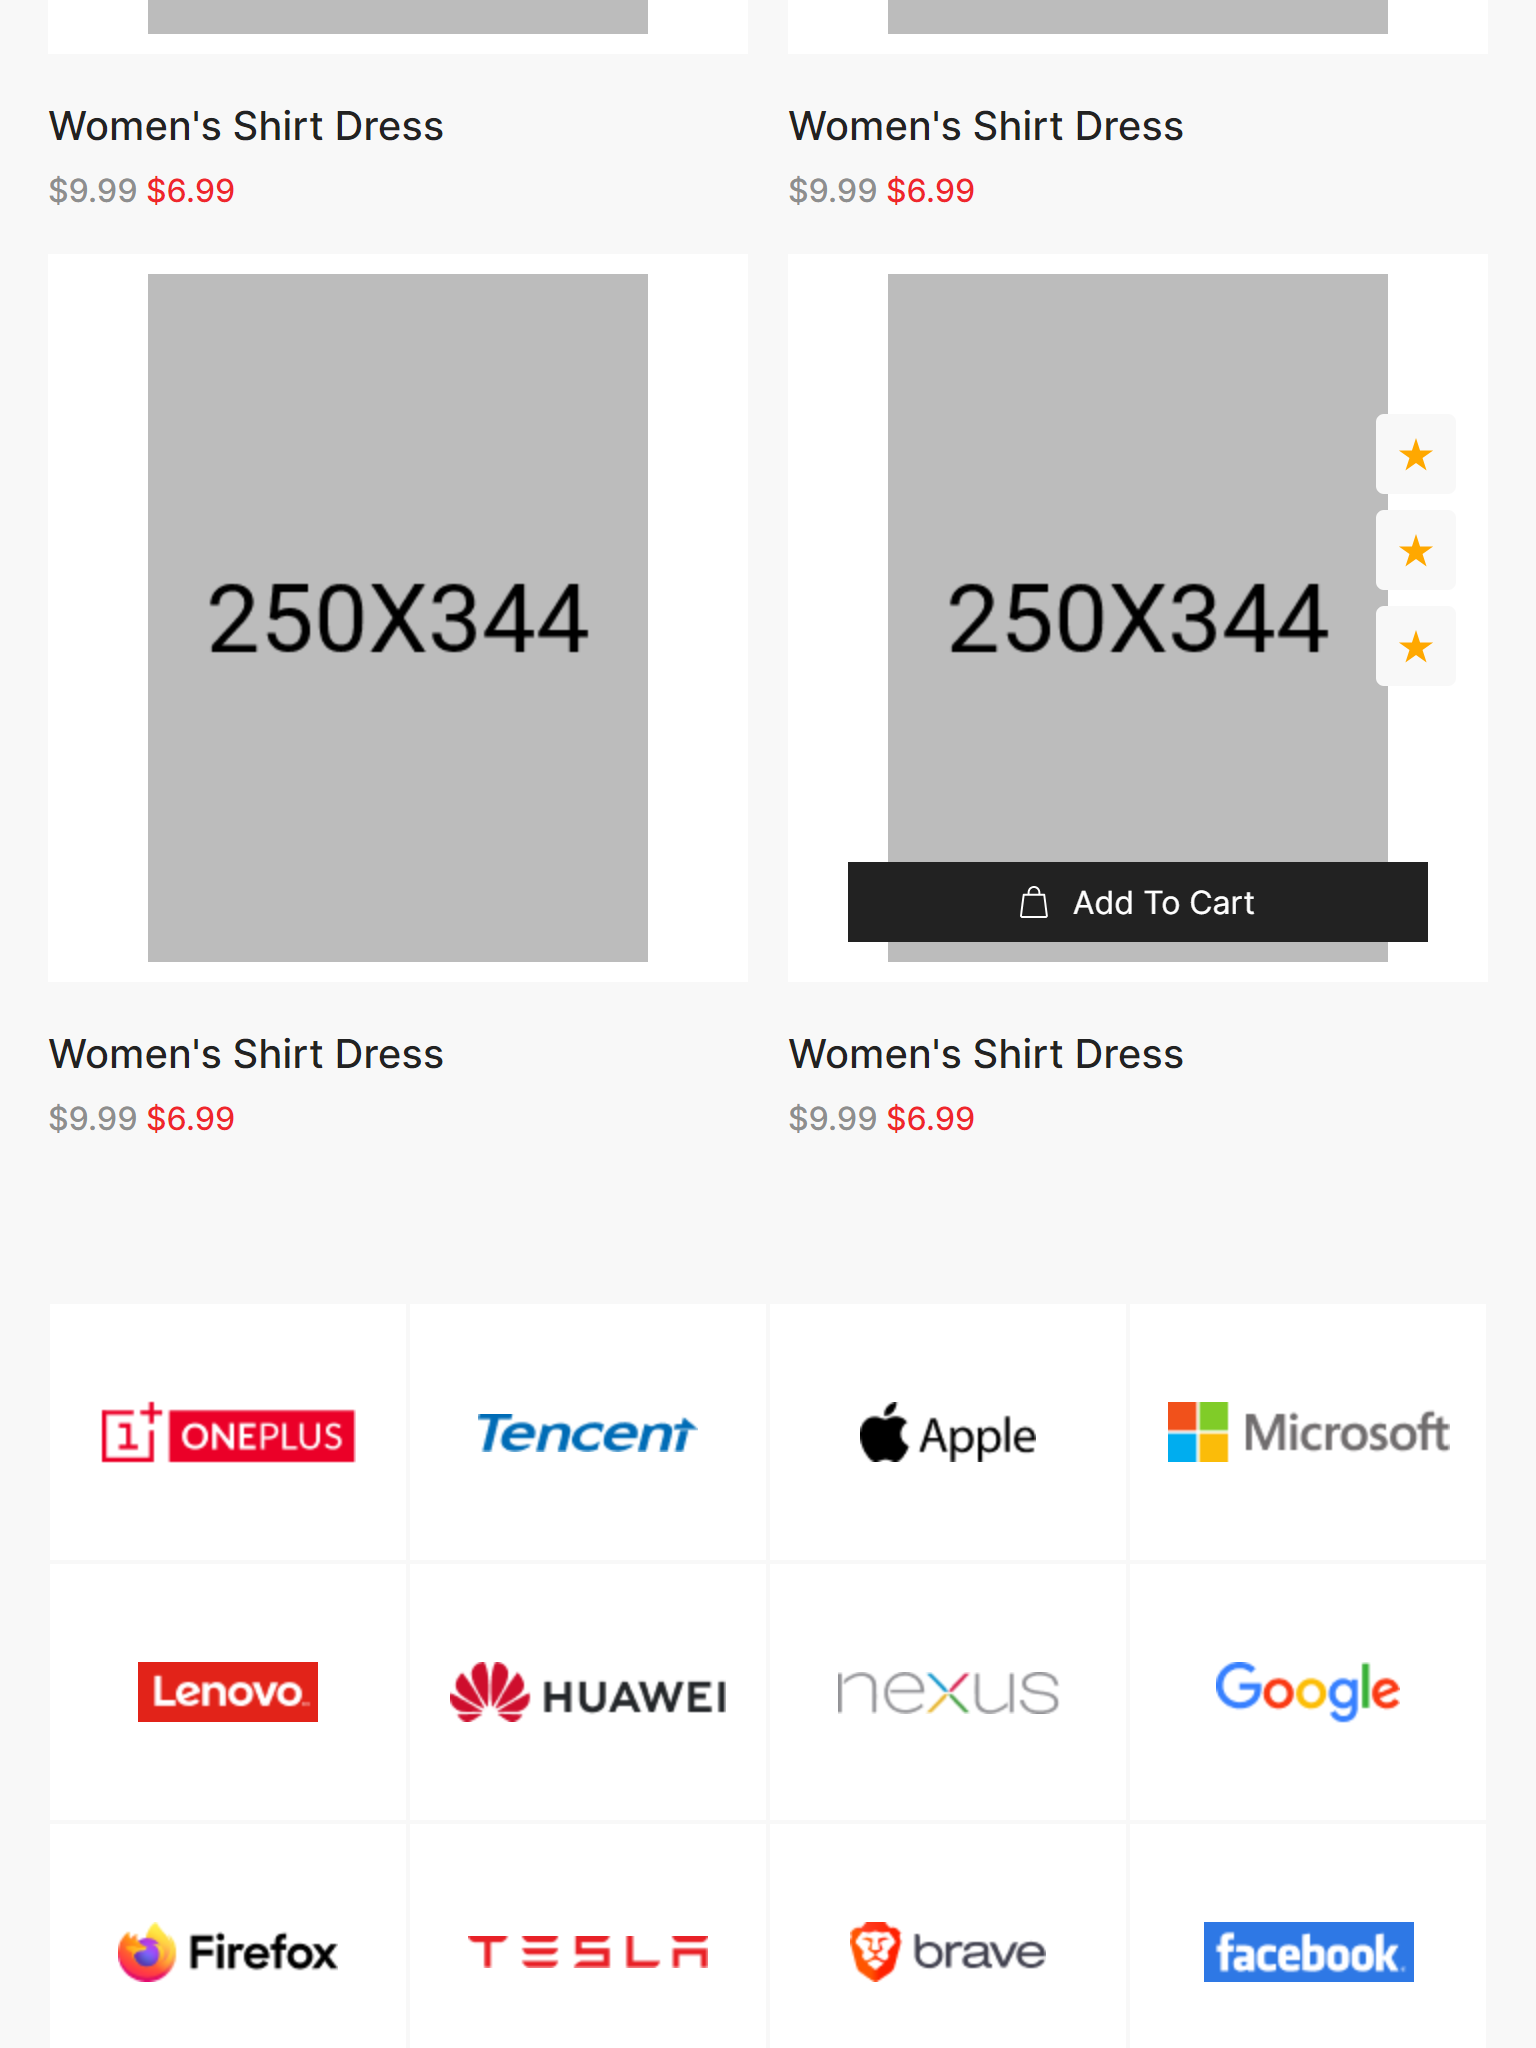 Women's Shirt Dress
Women's Shirt Dress
$9.99 $6.99
$9.99 $6.99
250X344
250X344
Add To Cart
Women's Shirt Dress
Women's Shirt Dress
$9.99 $6.99
$9.99 $6.99
1+ ONEPLUS
Tencent
Apple
Microsoft
Lenovo
HUAWEI
nexus
Google
Firefox
TESLA
brave
facebook